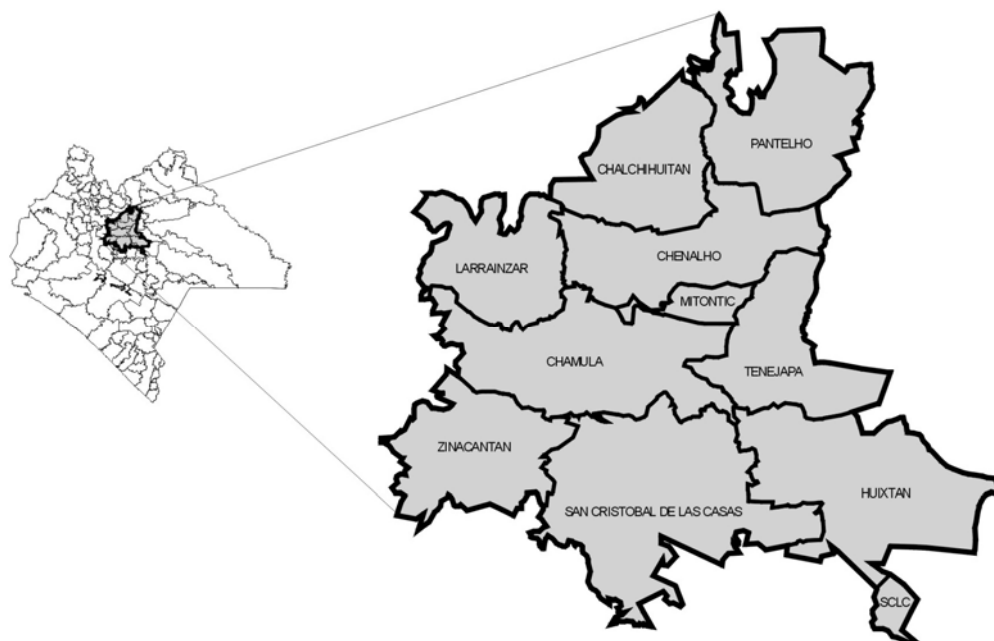 PANTELHO
CHALCHIHUITAN
CHENALHO
LARRAINZAR
MITONTIC
CHAMULA
TENEJAPA
ZINACANTAN
HUIXTAN
SAN CRISTOBAL DE LAS CASAS
SCLC